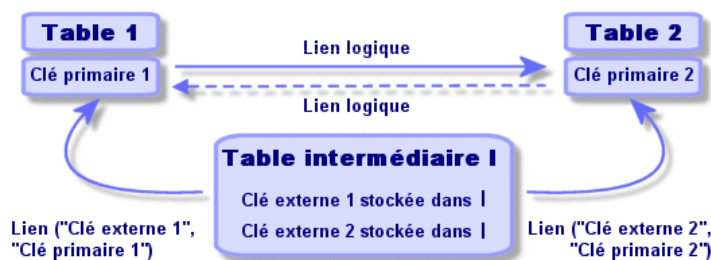 Table 1
Lien logique
Table 2
Clé primaire 1
Clé primaire 2
Lien logique
Table intermédiaire I
Clé externe 1 stockée dans I
Clé externe 2 stockée dans I
Lien ("Clé externe 1",
"Clé primaire 1")
Lien ("Clé externe 2",
"Clé primaire 2")